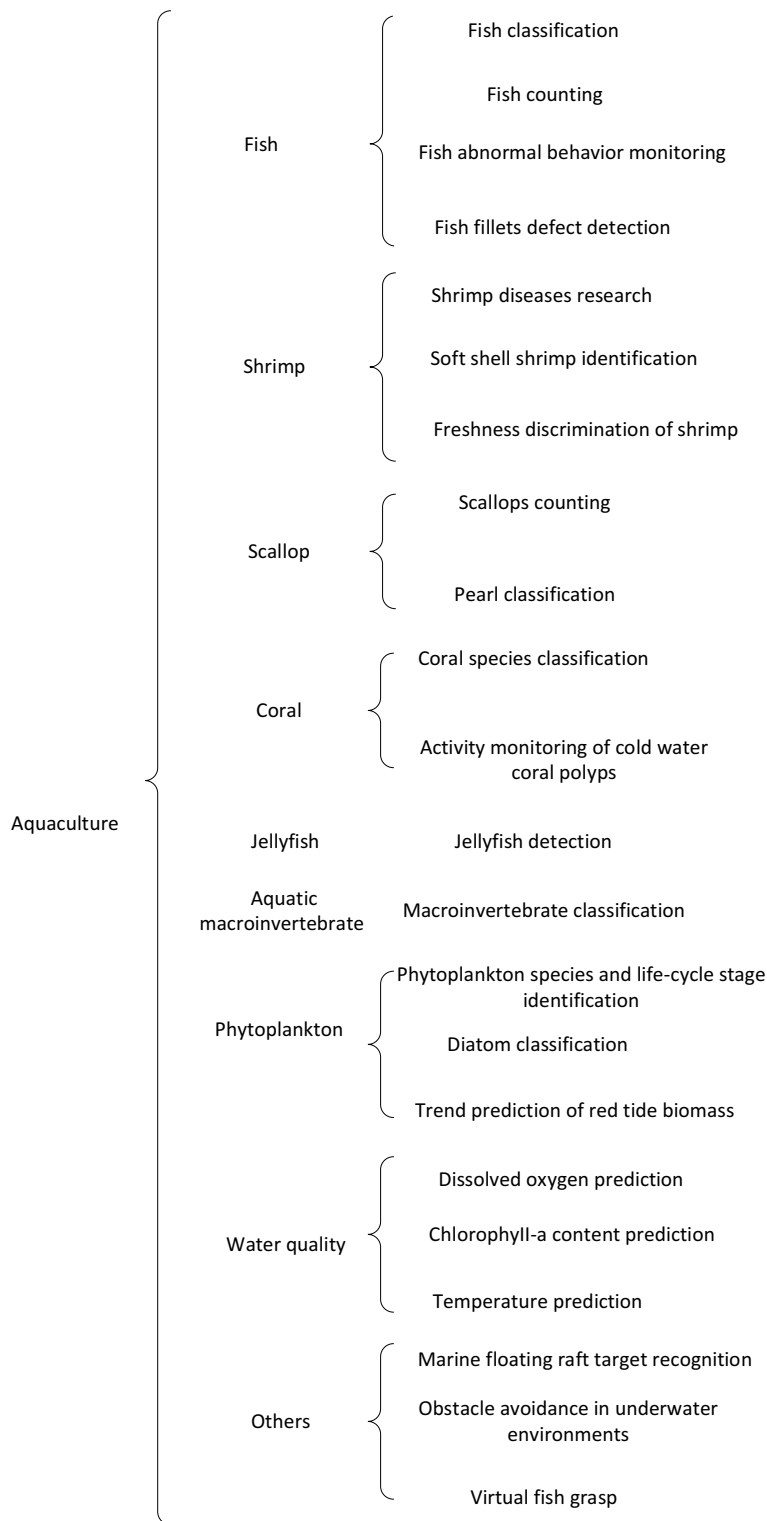 Aquaculture
Fish
Fish classification
Fish counting
Fish abnormal behavior monitoring
Fish fillets defect detection
Shrimp
Shrimp diseases research
Soft shell shrimp identification
Freshness discrimination of shrimp
Scallop
Scallops counting
Pearl classification
Coral
Coral species classification
Activity monitoring of cold water
coral polyps
Jellyfish
Jellyfish detection
Aquatic
macroinvertebrate
Macroinvertebrate classification
Phytoplankton
Phytoplankton species and life-cycle stage
identification
Diatom classification
Trend prediction of red tide biomass
Water quality
Dissolved oxygen prediction
ChlorophyII-a content prediction
Temperature prediction
Others
Marine floating raft target recognition
Obstacle avoidance in underwater
environments
Virtual fish grasp